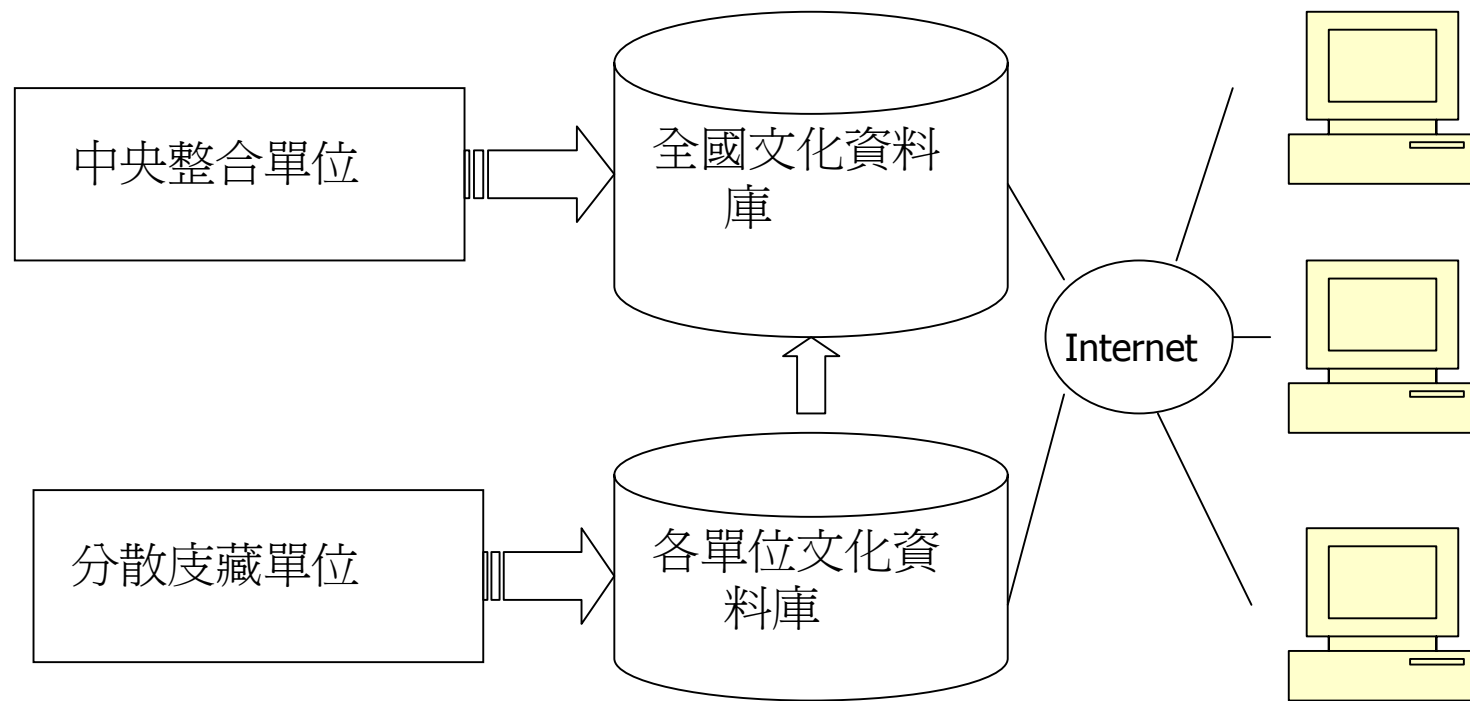 中央整合單位
全國文化資料
庫
Internet
分散庋藏單位
各單位文化資
料庫